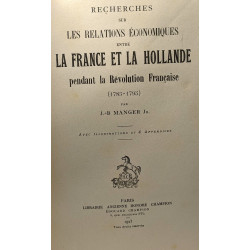 RECHERCHES
SUR
LES RELATIONS ÉCONOMIQUES
ENTRE
LA FRANCE ET LA HOLLANDE
pendant la Révolution Française
(1785-1795)
PAR
J.-B MANGER Jr.
PARIS
LIBRAIRIE ANCIENNE HONORÉ CHAMPION
ÉDOUARD CHAMPION